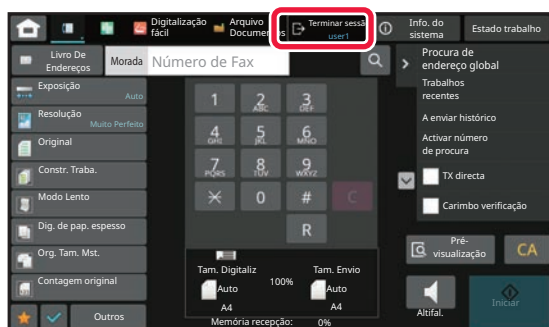 Digitalização
fácil
Arquivo
Documentos
Terminar sessã
user1
Info. do
sistema
Estado trabalho
Livro De
Endereços
Morada
Número de Fax
Procura de
endereço global
Exposição
Auto
Resolução
Muito Perfeito
Original
Constr. Traba.
Modo Lento
Dig. de pap. espesso
Org. Tam. Mst.
Contagem original
Outros
1
2
ABC
3
DEF
4
GHI
5
JKL
6
MNO
7
PQRS
8
TUV
9
WXYZ
0
#
C
R
Tam. Digitaliz
100%
Tam. Envio
Auto
Auto
A4
A4
Memória recepção: 0%
Trabalhos
recentes
A enviar histórico
Activar número
de procura
TX directa
Carimbo verificação
Pré-
visualização
CA
Altifal.
Iniciar